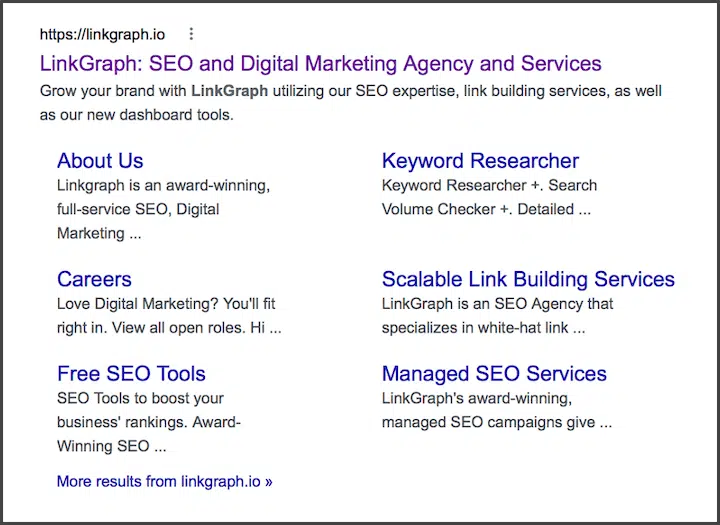 https://linkgraph.io
LinkGraph: SEO and Digital Marketing Agency and Services
Grow your brand with LinkGraph utilizing our SEO expertise, link building services, as well
as our new dashboard tools.
About Us
Linkgraph is an award-winning,
full-service SEO, Digital
Marketing ...
Keyword Researcher
Keyword Researcher +. Search
Volume Checker +. Detailed ...
Careers
Love Digital Marketing? You'll fit
right in. View all open roles. Hi ...
Scalable Link Building Services
LinkGraph is an SEO Agency that
specializes in white-hat link ...
Free SEO Tools
SEO Tools to boost your
business' rankings. Award-
Winning SEO ...
Managed SEO Services
LinkGraph's award-winning,
managed SEO campaigns give ...
More results from linkgraph.io »